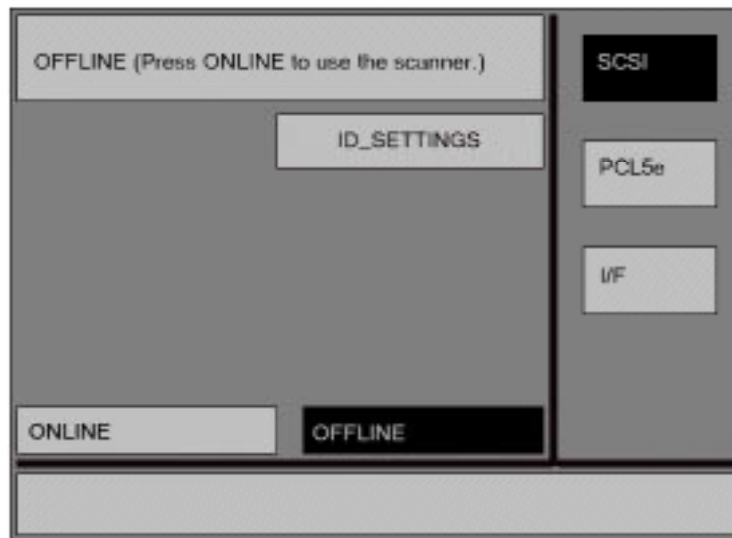 OFFLINE (Press ONLINE to use the scanner.)
SCSI
ID_SETTINGS
PCL5e
I/F
ONLINE
OFFLINE